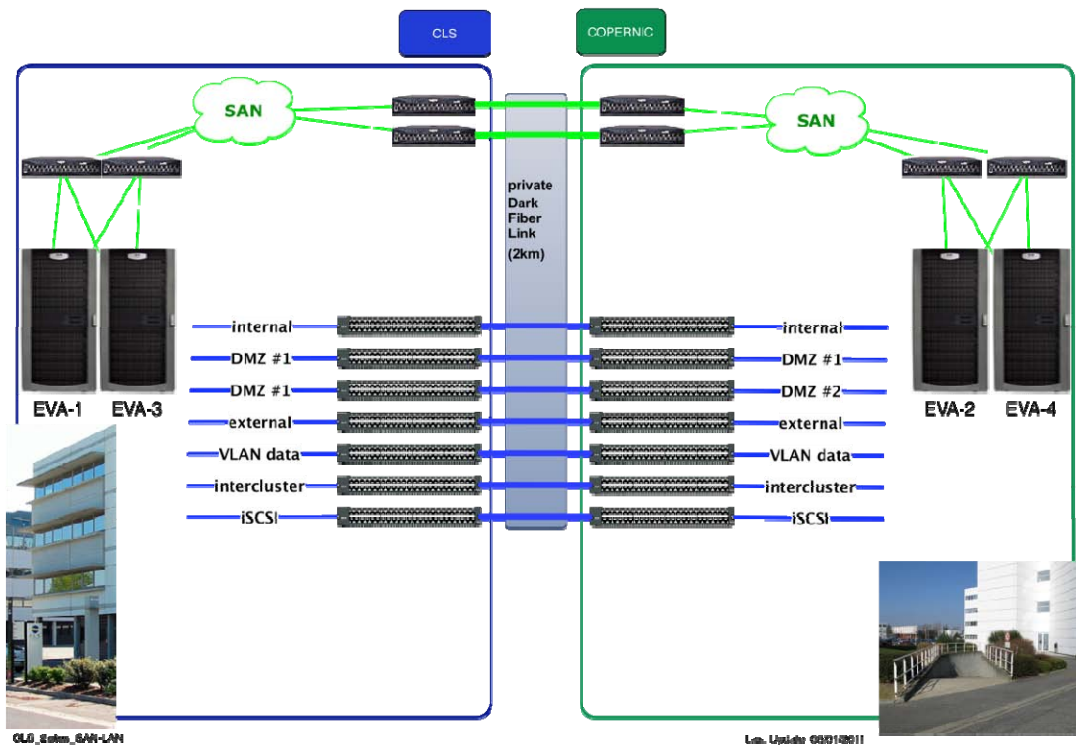 CLS
COPERNIC
SAN
SAN
private
Dark
Fiber
Link
(2km)
internal
internal
DMZ #1
DMZ #1
DMZ #1
DMZ #2
external
external
VLAN data
VLAN data
intercluster
intercluster
iSCSI
iSCSI
EVA-1
EVA-3
EVA-2
EVA-4
Update